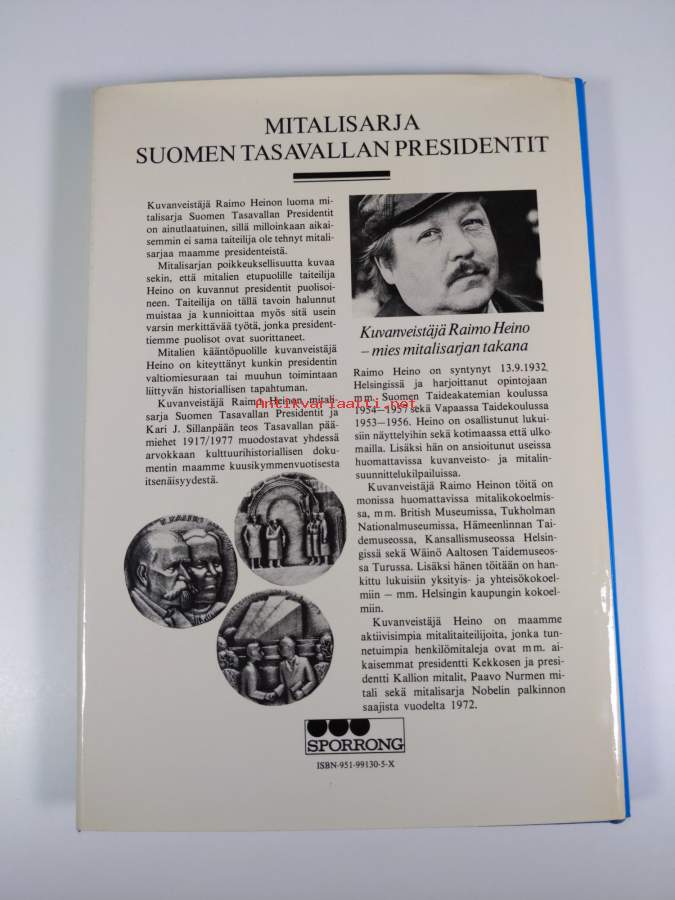 MITALISARJA
SUOMEN TASAVALLAN PRESIDENTIT
Kuvanveistäjä Raimo Heinon luoma mi-
talisarja Suomen Tasavallan Presidentit
on ainutlaatuinen, sillä milloinkaan aikai-
semmin ei sama taiteilija ole tehnyt mitali-
sarjaa maamme presidenteistä.
Mitalisarjan poikkeuksellisuutta kuvaa
sekin, että mitalien etupuolille taiteilija
Heino on kuvannut presidentit puolisoi-
neen. Taiteilija on tällä tavoin halunnut
muistaa ja kunnioittaa myös sitä usein
varsin merkittävää työtä, jonka president-
tiemme puolisot ovat suorittaneet.
Mitalien kääntöpuolille kuvanveistäjä
Heino on kiteyttänyt kunkin presidentin
valtiomiesuraan tai muuhun toimintaan
liittyvän historiallisen tapahtuman.
Kuvanveistäjä Raimo Heinon mitali-
sarja Suomen Tasavallan Presidentit ja
Kari J. Sillanpään teos Tasavallan pää-
miehet 1917/1977 muodostavat yhdessä
arvokkaan kulttuurihistoriallisen doku-
mentin maamme kuusikymmenvuotisesta
itsenäisyydestä.
Kuvanveistäjä Raimo Heino
– mies mitalisarjan takana
Raimo Heino on syntynyt 13.9.1932
Helsingissä ja harjoittanut opintojaan
mm. Suomen Taideakatemian koulussa
1954–1957 sekä Vapaassa Taidekoulussa
1953–1956. Heino on osallistunut lukui-
siin näyttelyihin sekä kotimaassa että ulko-
mailla. Lisäksi hän on ansioitunut useissa
huomattavissa kuvanveisto- ja mitalin-
suunnittelukilpailuissa.
Kuvanveistäjä Raimo Heinon töitä on
monissa huomattavissa mitalikokoelmis-
sa, mm. British Museumissa, Tukholman
Nationalmuseumissa, Hämeenlinnan Tai-
demuseossa, Kansallismuseossa Helsin-
gissä sekä Wäinö Aaltosen Taidemuseos-
sa Turussa. Lisäksi hänen töitään on han-
kittu lukuisiin yksityis- ja yhteisökokoel-
miin – mm. Helsingin kaupungin kokoel-
miin.
Kuvanveistäjä Heino on maamme
aktiivisimpia mitalitaiteilijoita, jonka tun-
netuimpia henkilömitaleja ovat mm. ai-
kaisemmat presidentti Kekkosen ja presi-
dentti Kallion mitalit, Paavo Nurmen mi-
tali sekä mitalisarja Nobelin palkinnon
saajista vuodelta 1972.
Antikvariaatti.net
SPORRONG
ISBN-951-99130-5-X